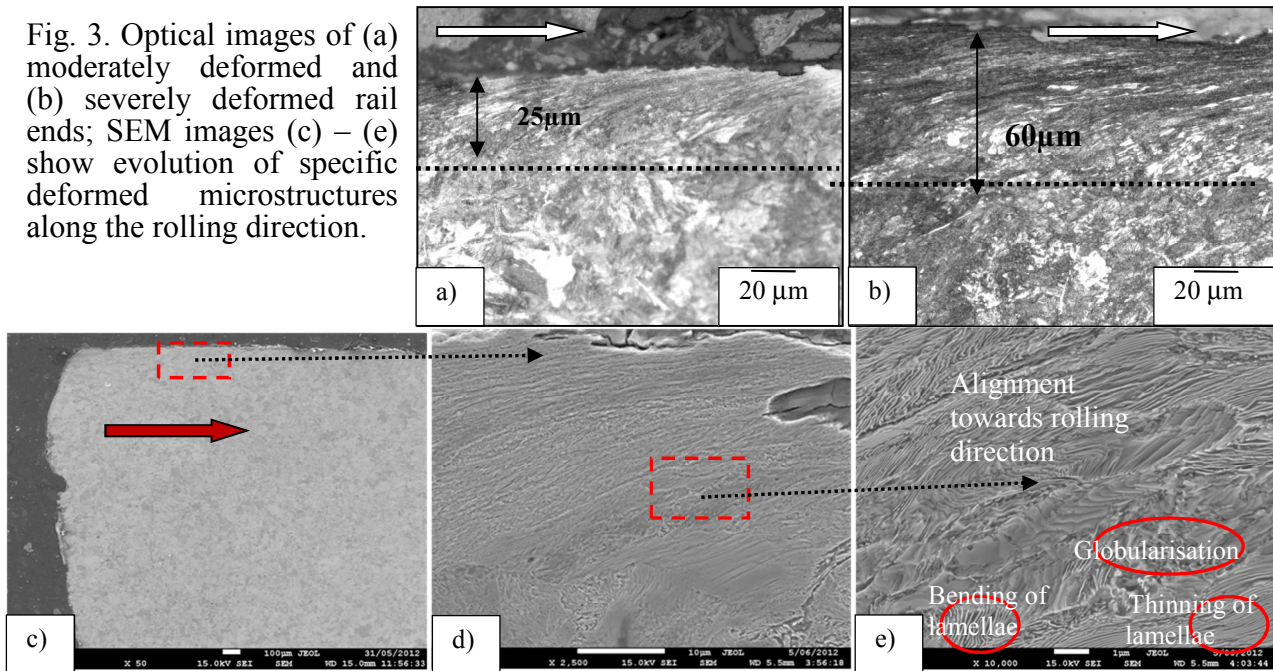 Fig. 3. Optical images of (a)
moderately deformed and
(b) severely deformed rail
ends; SEM images (c) – (e)
show evolution of specific
deformed microstructures
along the rolling direction.
25μm
a)
20 μm
60μm
b)
20 μm
c)
100μm JEOL 31/05/2012
X 50 15.0kV SEI SEM WD 15.0mm 11:56:33
d)
10μm JEOL 5/06/2012
X 2,500 15.0kV SEI SEM WD 5.5mm 3:56:18
Alignment
towards rolling
direction
Globularisation
Bending of
lamellae
Thinning of
lamellae
e)
1μm JEOL 5/06/2012
X 10,000 15.0kV SEI SEM WD 5.5mm 4:03:44